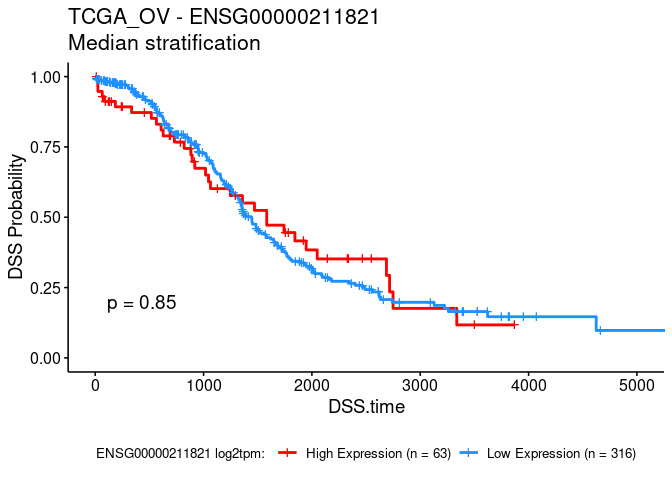 TCGA_OV - ENSG00000211821
Median stratification
1.00
0.75
0.50
0.25
0.00
DSS Probability
p = 0.85
0 1000 2000 3000 4000 5000
DSS.time
ENSG00000211821 log2tpm: High Expression (n = 63) Low Expression (n = 316)